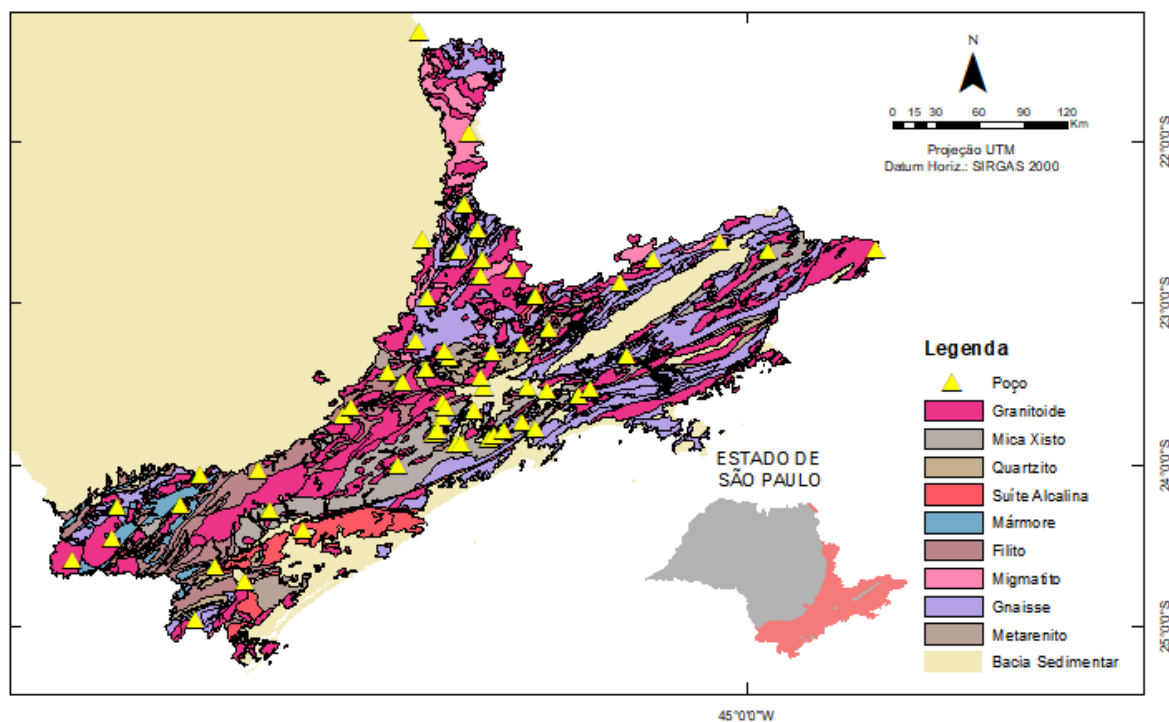 N
0 15 30 60 90 120
Km
Projeção UTM
Datum Horiz.: SIRGAS 2000
22°0'0"S
23°0'0"S
24°0'0"S
25°0'0"S
45°0'0"W
Legenda
Poço
Granitoide
Mica Xisto
Quartzito
Suíte Alcalina
Mármore
Filito
Migmatito
Gnaisse
Metarenito
Bacia Sedimentar
ESTADO DE
SÃO PAULO